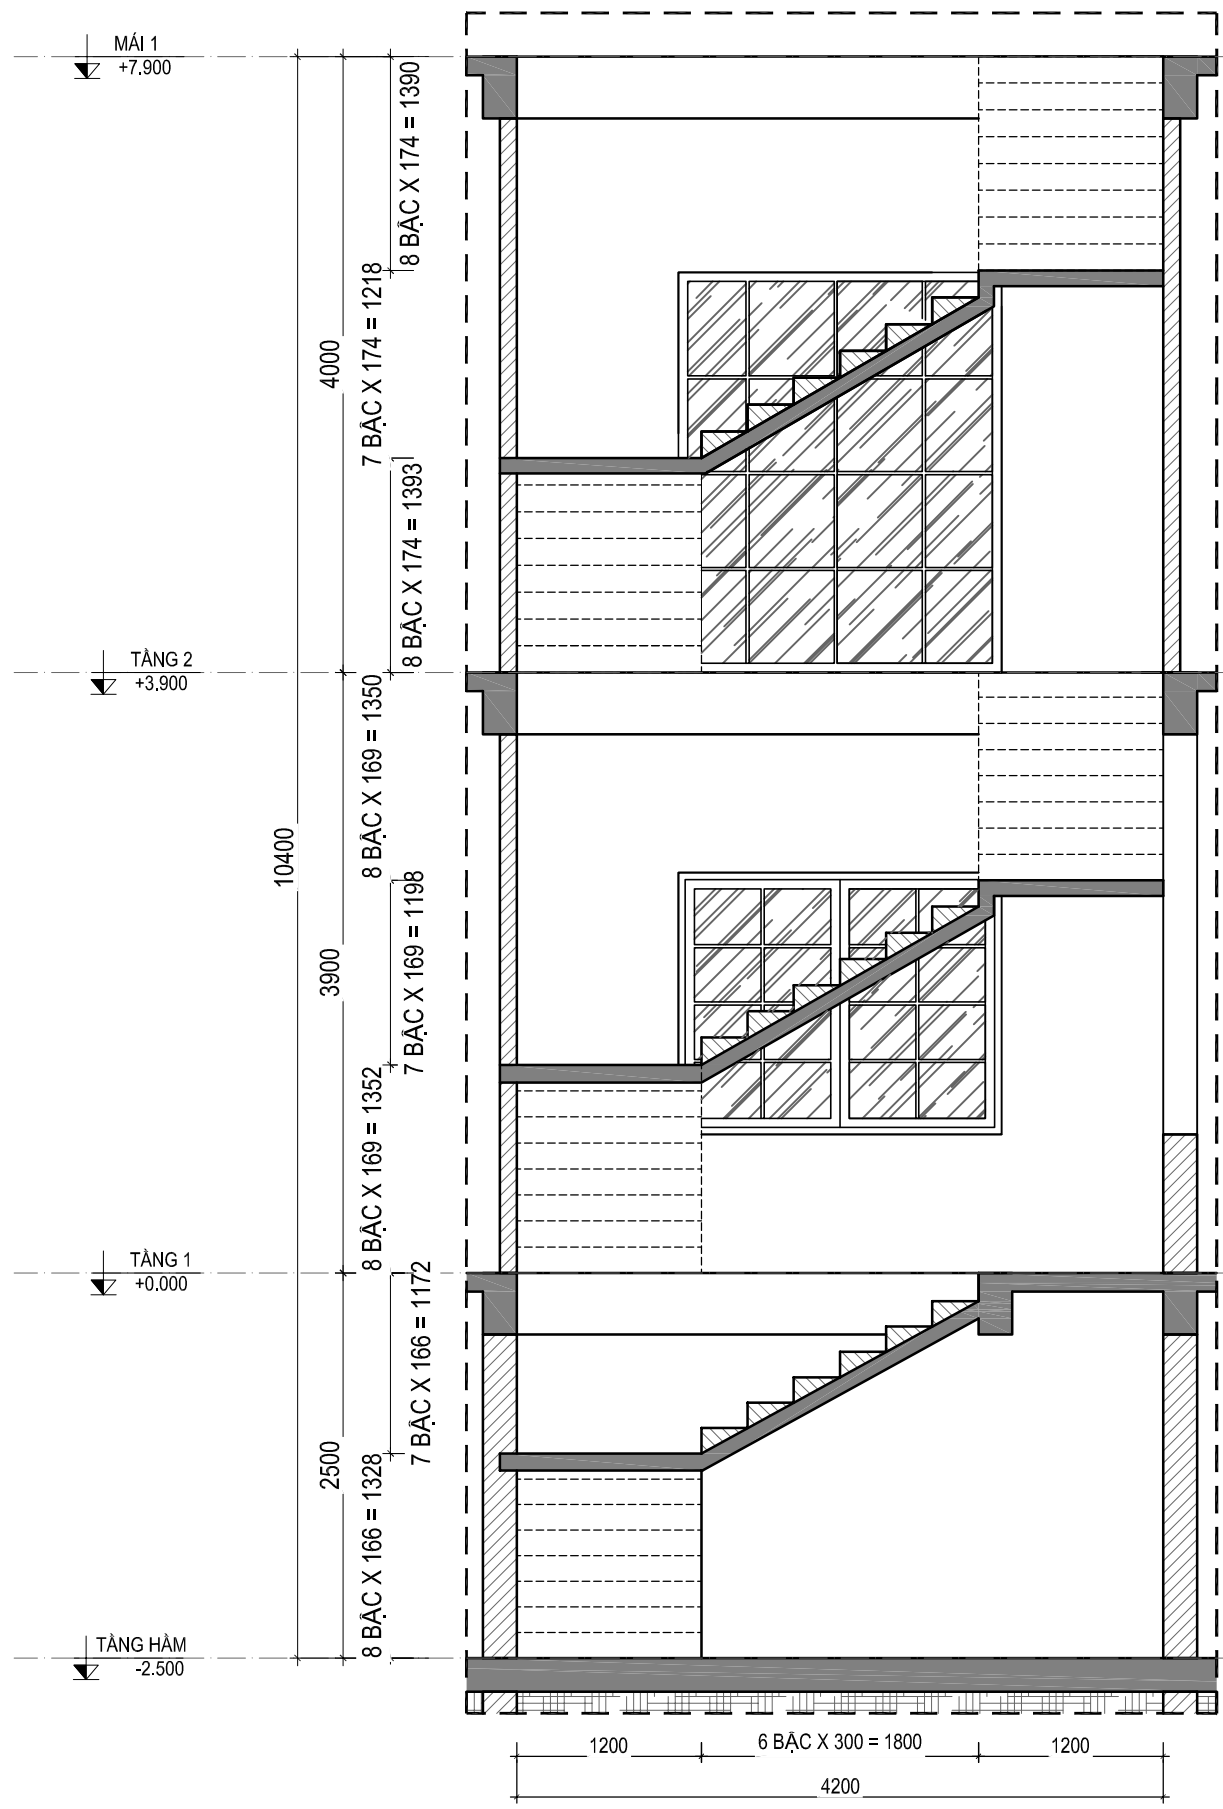 MÁI 1
+7.900
8 BẬC X 174 = 1390
7 BẬC X 174 = 1218
4000
8 BẬC X 174 = 1393
TẦNG 2
+3.900
8 BẬC X 169 = 1350
10400
7 BẬC X 169 = 1198
3900
8 BẬC X 169 = 1352
TẦNG 1
+0.000
7 BẬC X 166 = 1172
2500
8 BẬC X 166 = 1328
TẦNG HẦM
-2.500
1200
6 BẬC X 300 = 1800
1200
4200